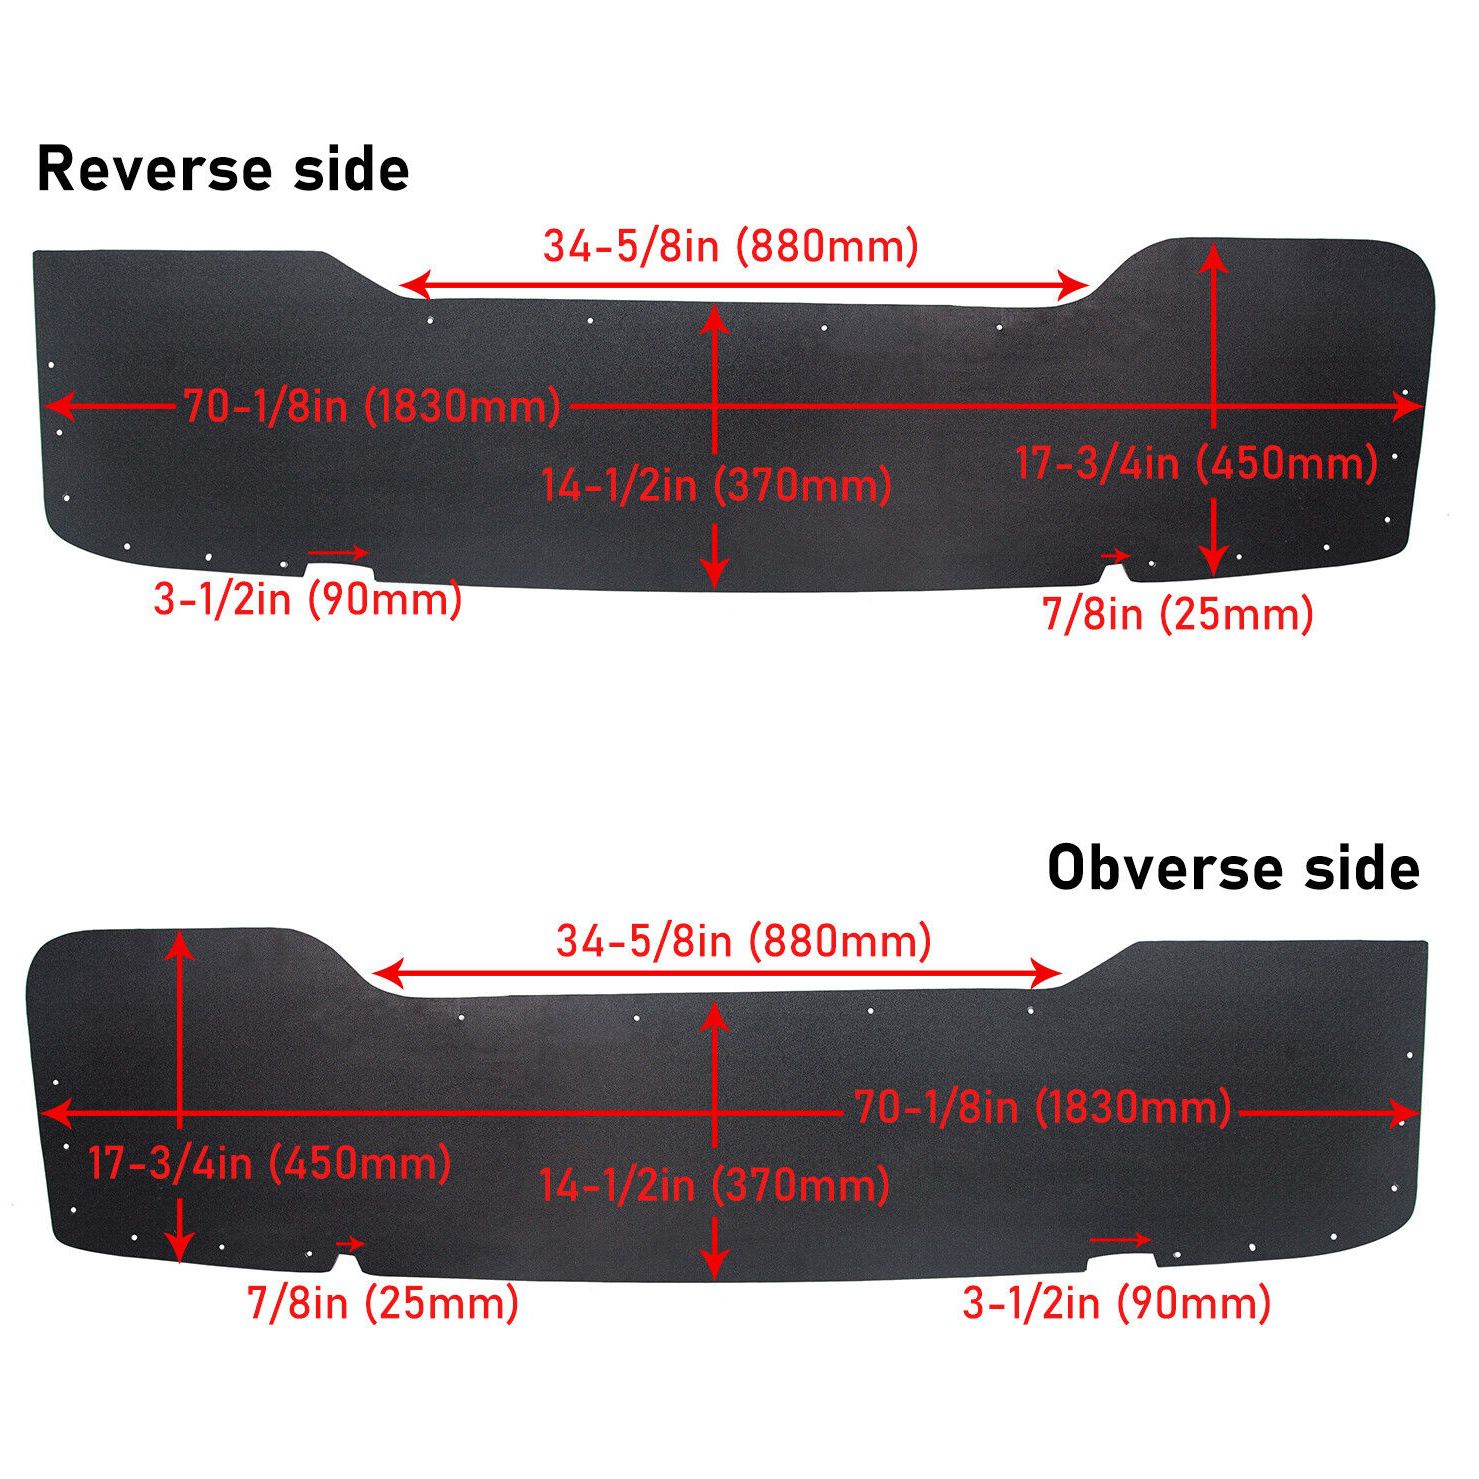 Reverse side
34-5/8in (880mm)
70-1/8in (1830mm)
17-3/4in (450mm)
14-1/2in (370mm)
3-1/2in (90mm)
7/8in (25mm)
Obverse side
34-5/8in (880mm)
70-1/8in (1830mm)
17-3/4in (450mm)
14-1/2in (370mm)
7/8in (25mm)
3-1/2in (90mm)